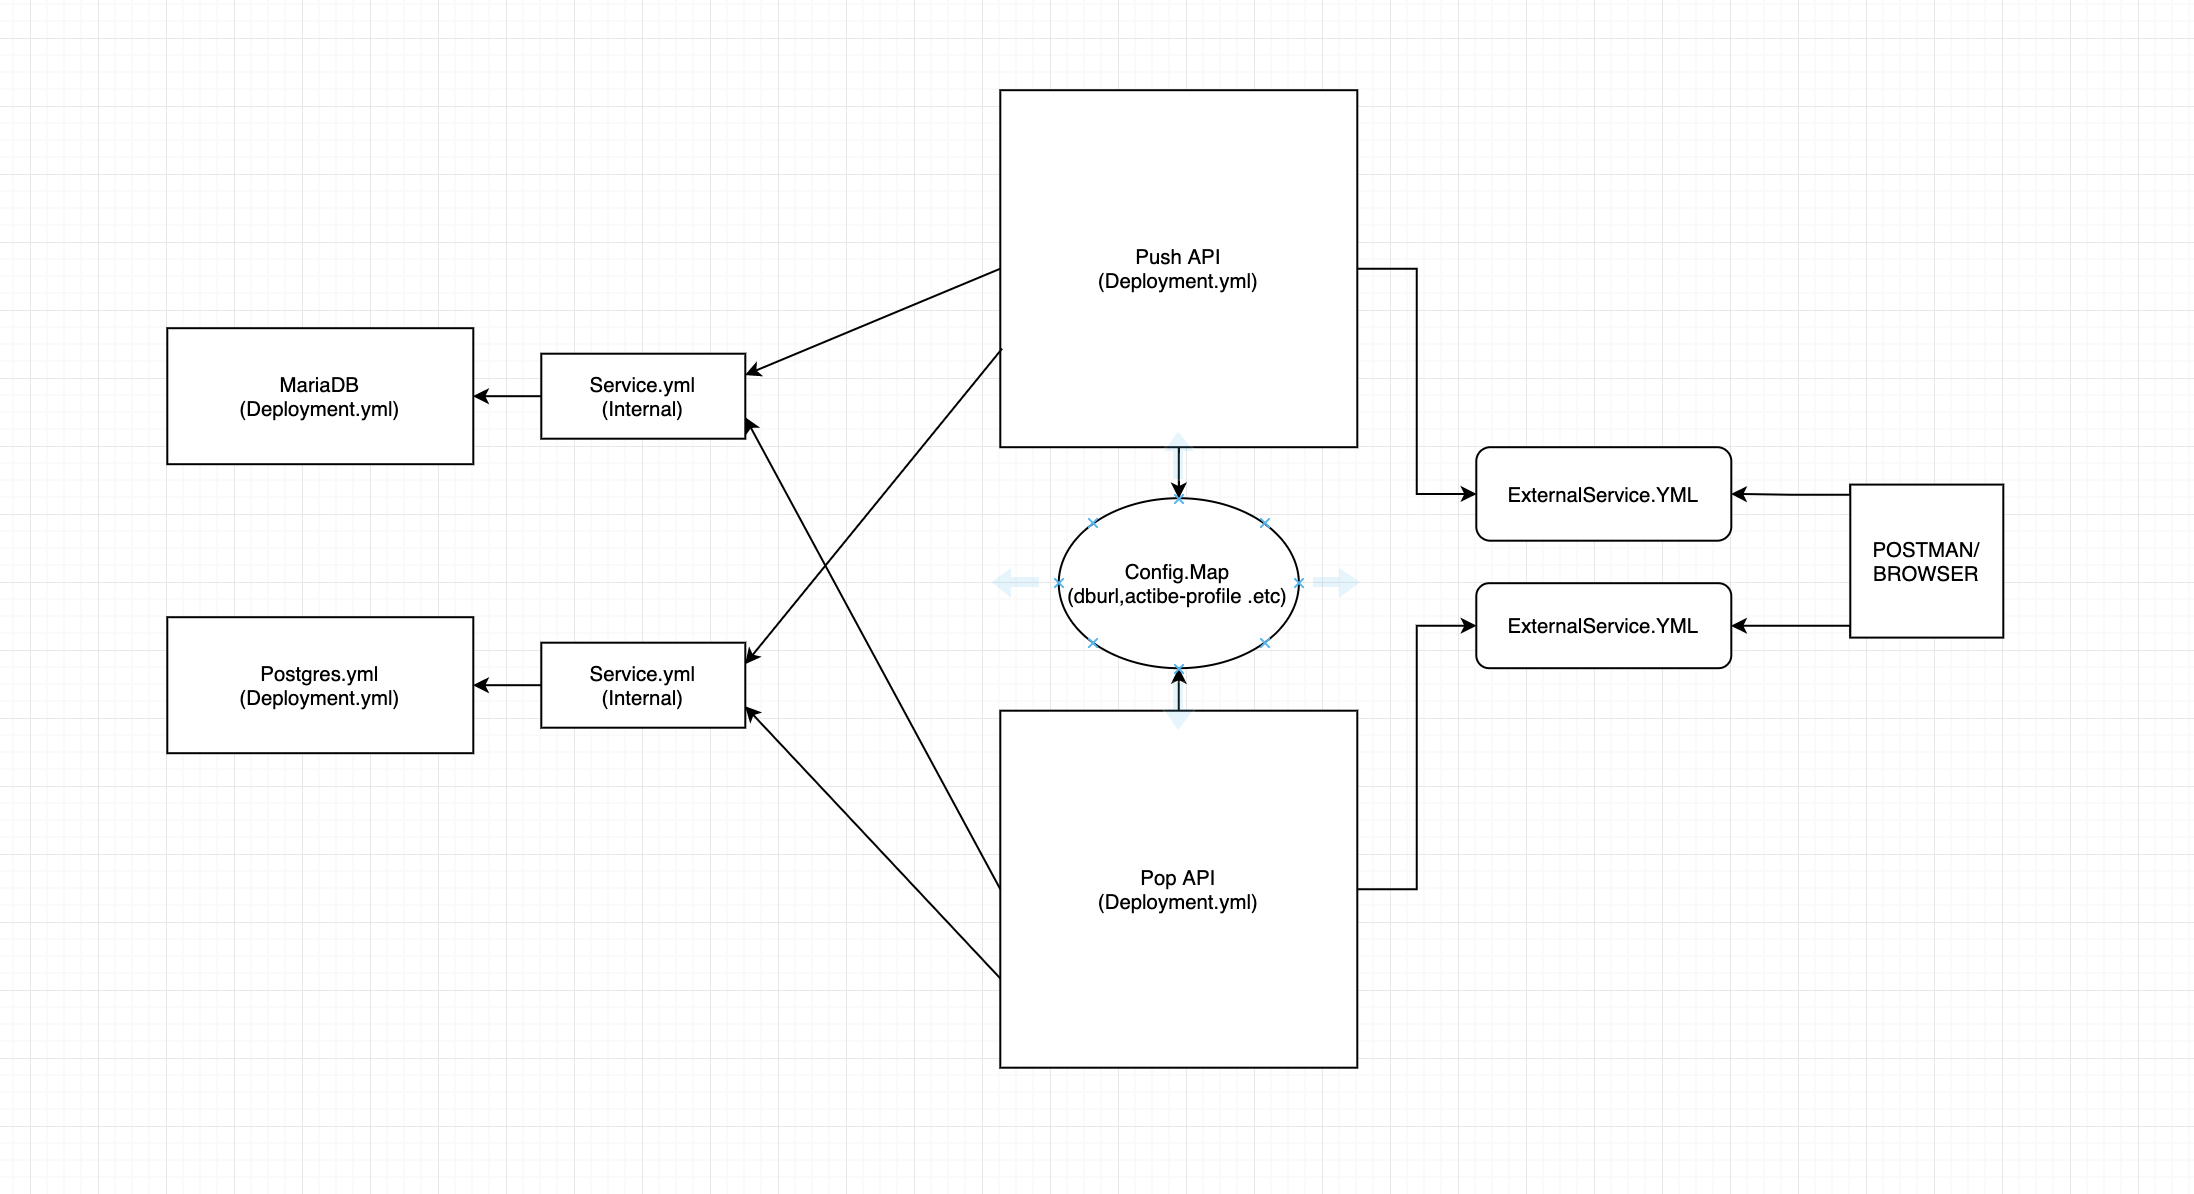 Push API
(Deployment.yml)
MariaDB
(Deployment.yml)
Service.yml
(Internal)
ExternalService.YML
POSTMAN/
BROWSER
Config.Map
(dburl,actibe-profile .etc)
ExternalService.YML
Postgres.yml
(Deployment.yml)
Service.yml
(Internal)
Pop API
(Deployment.yml)